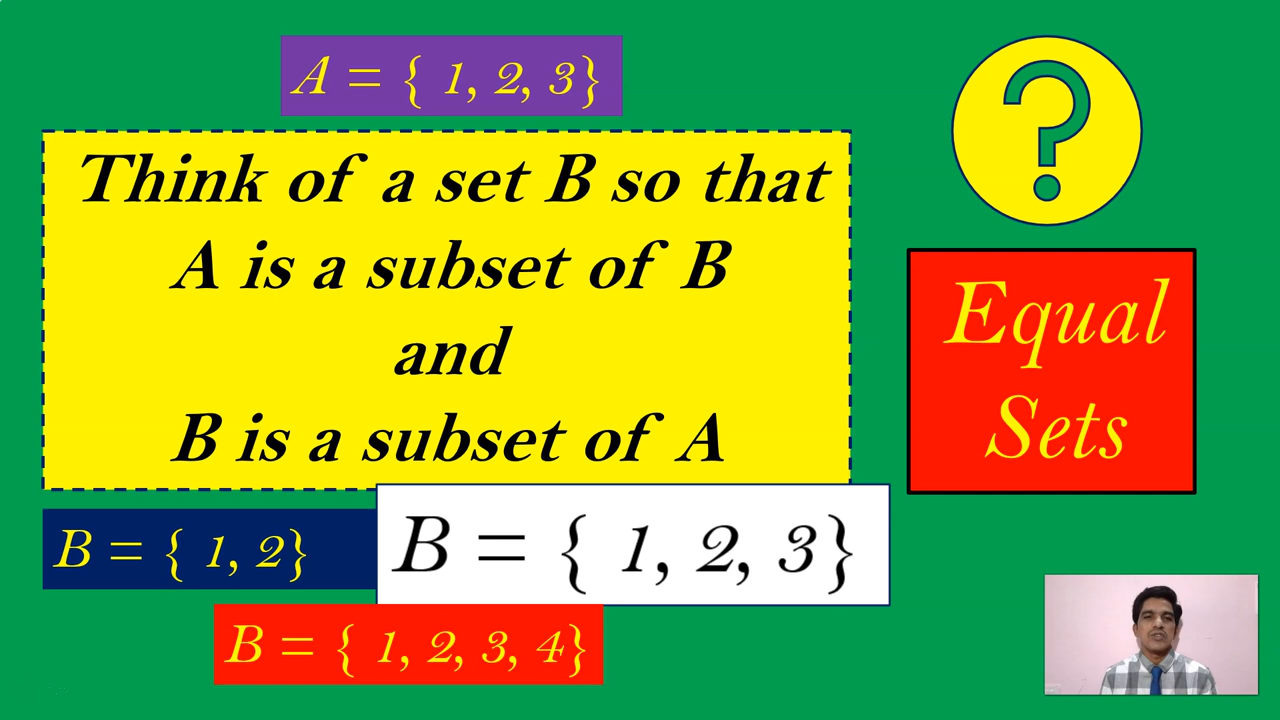 A = { 1, 2, 3}
Think of a set B so that
A is a subset of B
and
B is a subset of A
?
Equal
Sets
B = { 1, 2}
B = { 1, 2, 3}
B = { 1, 2, 3, 4}